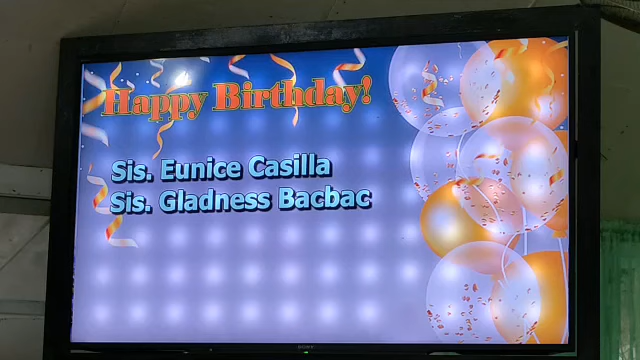 Happy Birthday!
Sis. Eunice Casilla
Sis. Gladness Bacbac
SONY